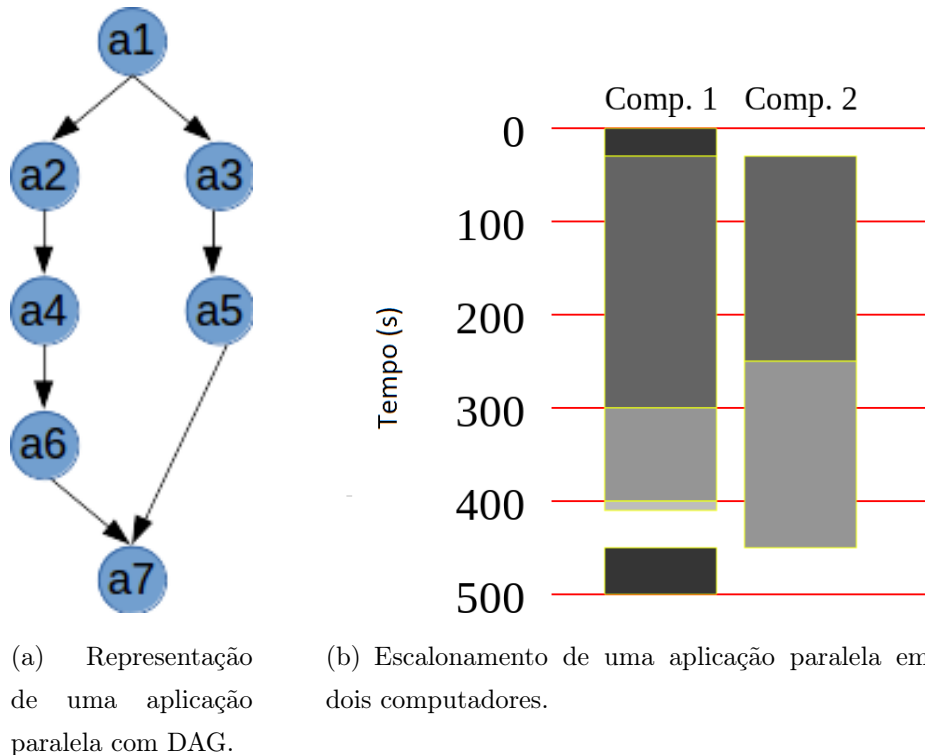 a1
a2
a3
a4
a5
a6
a7
Comp. 1 Comp. 2
0
100
200
300
400
500
Tempo (s)
(a) Representação
de uma aplicação
paralela com DAG.
(b) Escalonamento de uma aplicação paralela em
dois computadores.